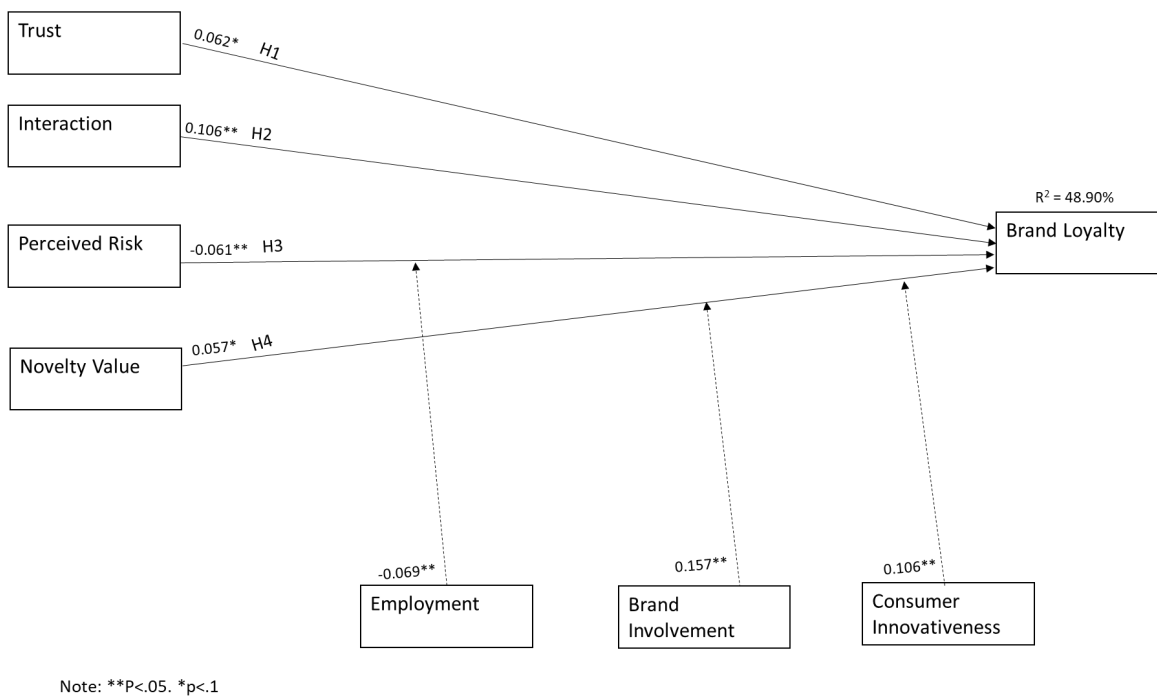 Trust
0.062* H1
Interaction
0.106** H2
R² = 48.90%
Brand Loyalty
Perceived Risk
-0.061** H3
Novelty Value
0.057* H4
-0.069**
Employment
0.157**
Brand
Involvement
0.106**
Consumer
Innovativeness
Note: **P<.05. *p<.1